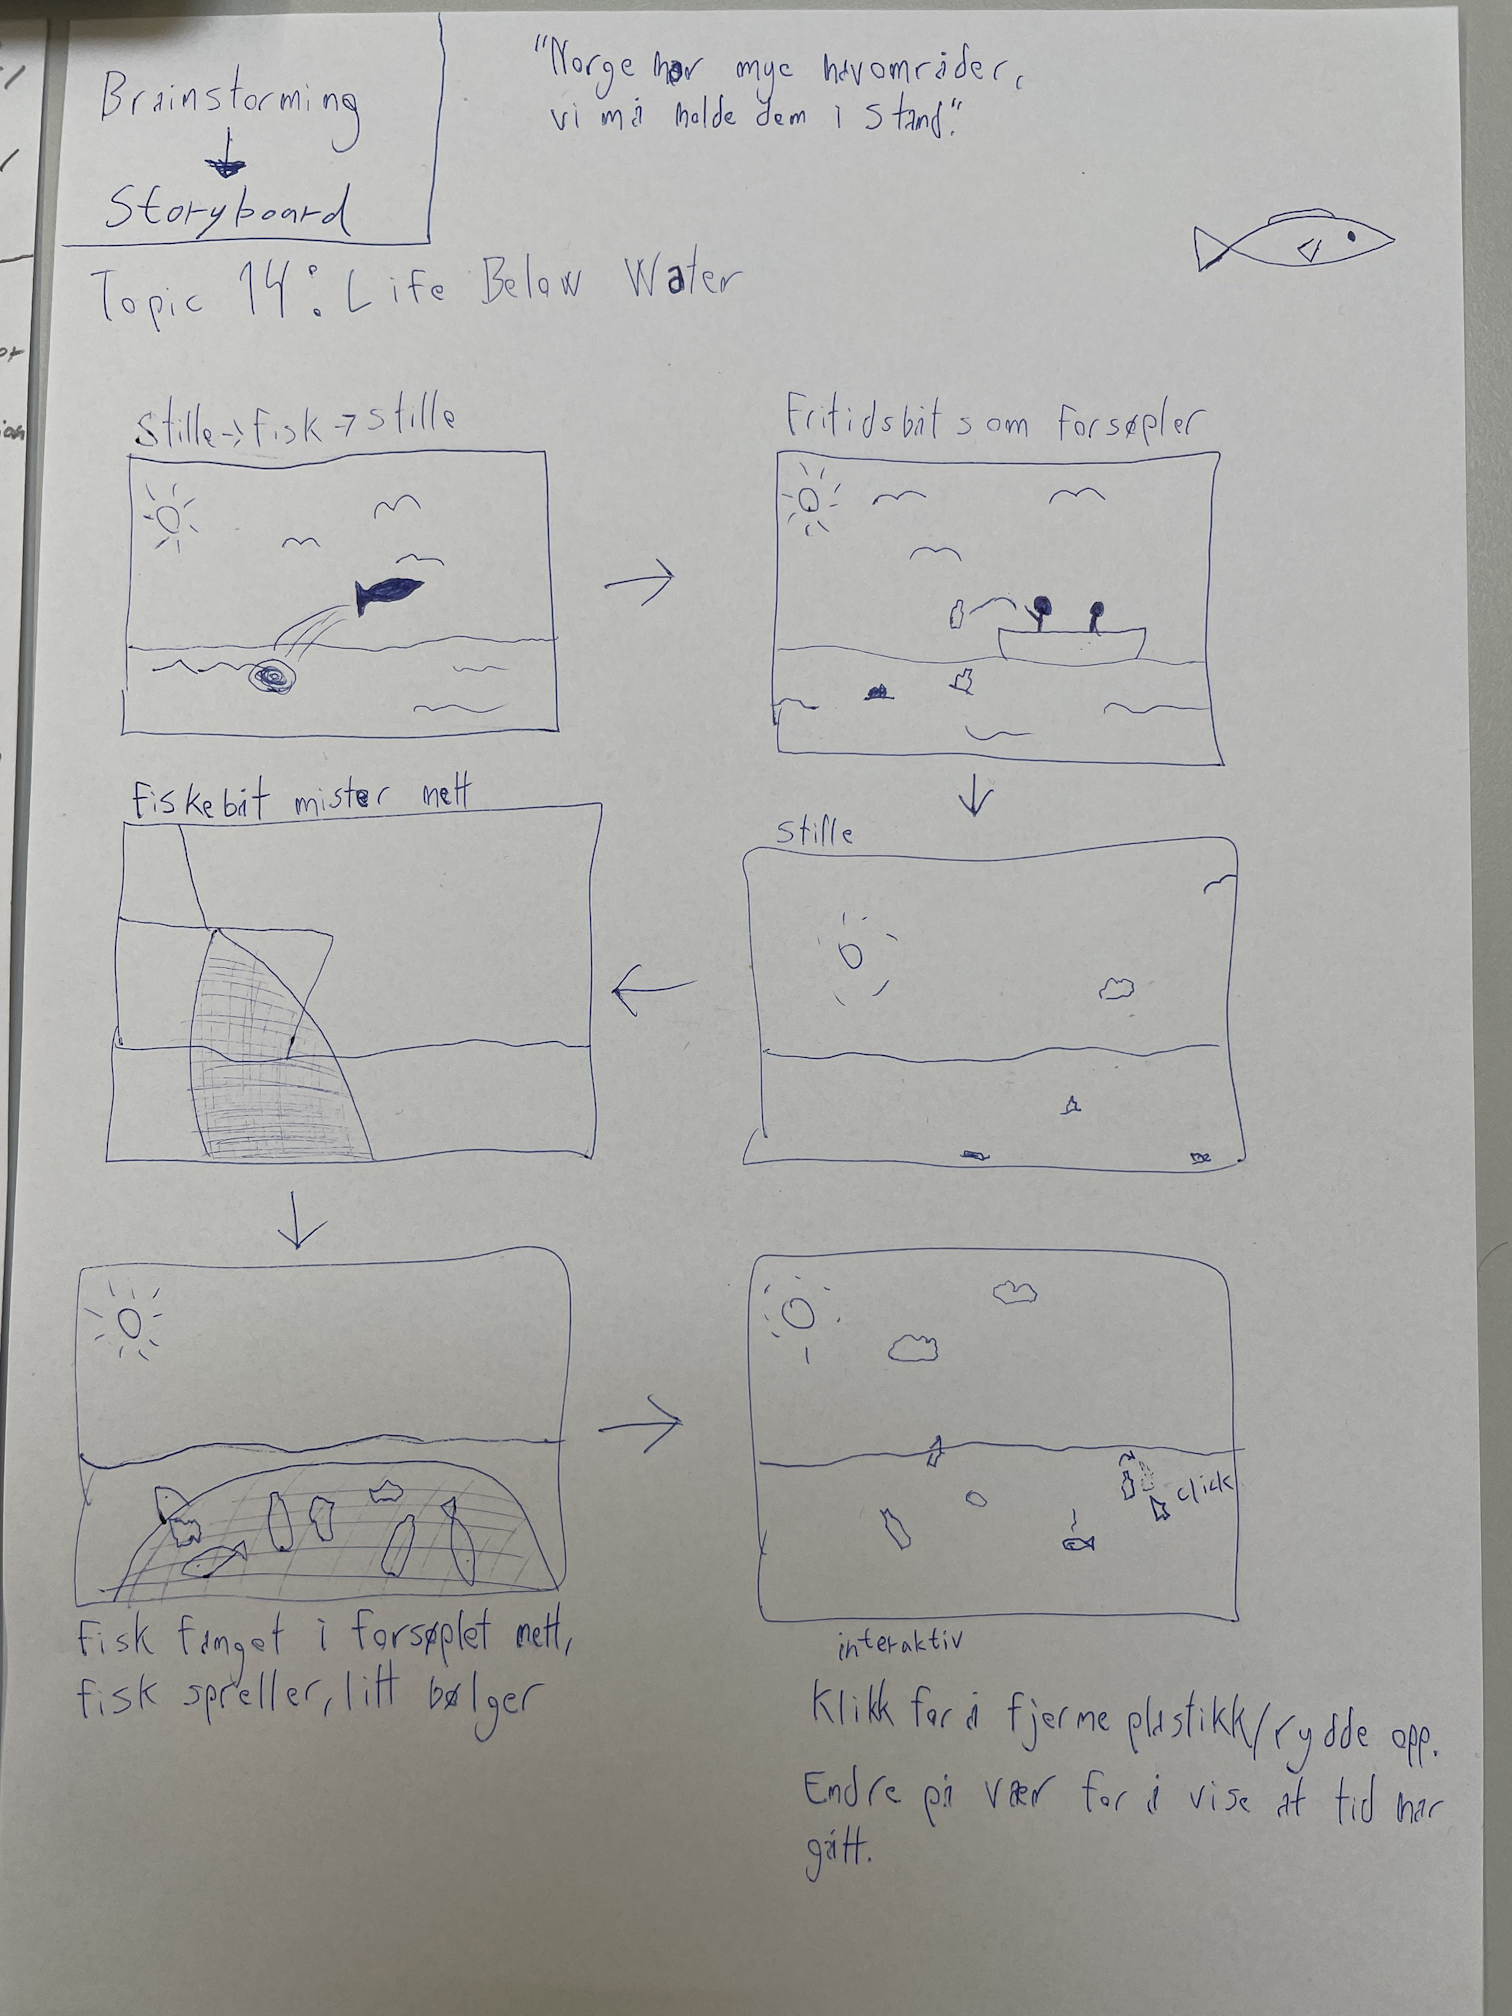 Brainstorming
Storyboard
"Norge har mye havområder,
vi må holde dem i stand."
Topic 14: Life Below Water
Stille → fisk → stille
Fritidsbåt som forsøpler
Fiskebåt mister nett
Stille
click
Fisk fanget i forsøplet nett,
fisk spreller, litt bølger
interaktiv
Klikk for å fjerne plastikk/rydde opp.
Endre på vær for å vise at tid har
gått.